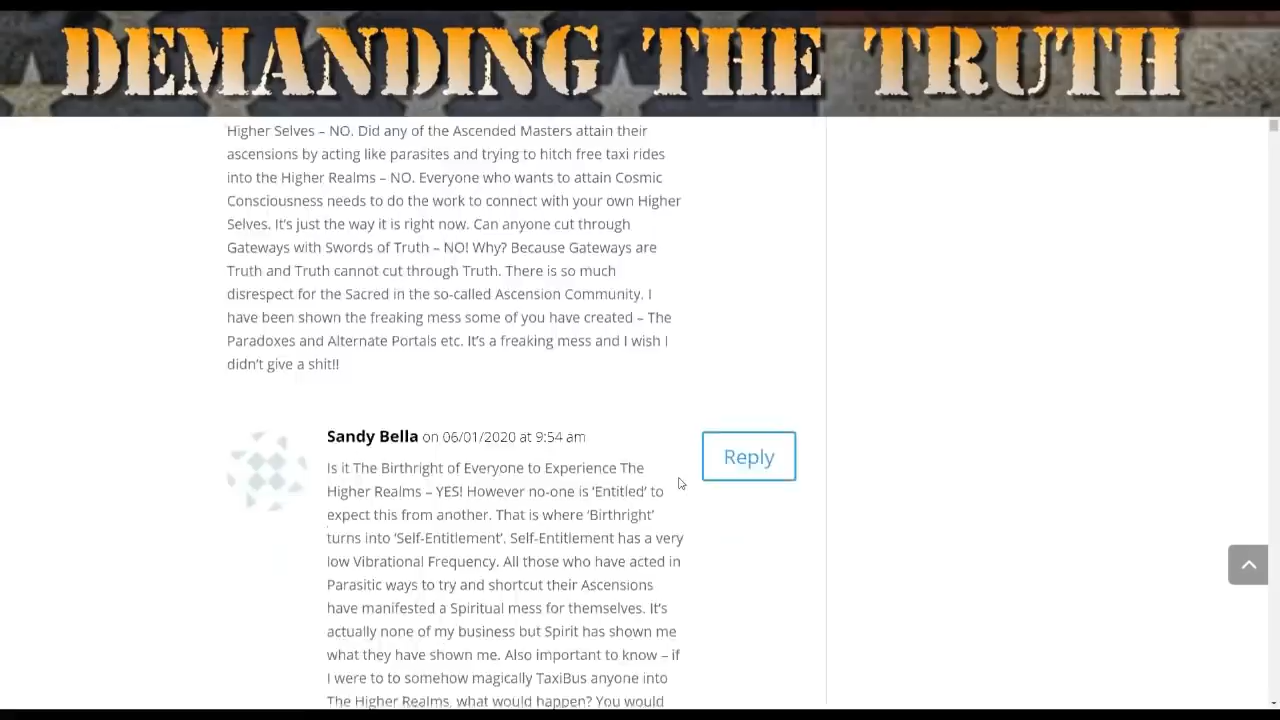 DEMANDING THE TRUTH
Higher Selves – NO. Did any of the Ascended Masters attain their
ascensions by acting like parasites and trying to hitch free taxi rides
into the Higher Realms – NO. Everyone who wants to attain Cosmic
Consciousness needs to do the work to connect with your own Higher
Selves. It's just the way it is right now. Can anyone cut through
Gateways with Swords of Truth – NO! Why? Because Gateways are
Truth and Truth cannot cut through Truth. There is so much
disrespect for the Sacred in the so-called Ascension Community. I
have been shown the freaking mess some of you have created – The
Paradoxes and Alternate Portals etc. It's a freaking mess and I wish I
didn't give a shit!!
Sandy Bella on 06/01/2020 at 9:54 am
Reply
Is it The Birthright of Everyone to Experience The
Higher Realms – YES! However no-one is 'Entitled' to
expect this from another. That is where 'Birthright'
turns into 'Self-Entitlement'. Self-Entitlement has a very
low Vibrational Frequency. All those who have acted in
Parasitic ways to try and shortcut their Ascensions
have manifested a Spiritual mess for themselves. It's
actually none of my business but Spirit has shown me
what they have shown me. Also important to know – if
I were to to somehow magically TaxiBus anyone into
The Higher Realms, what would happen? You would